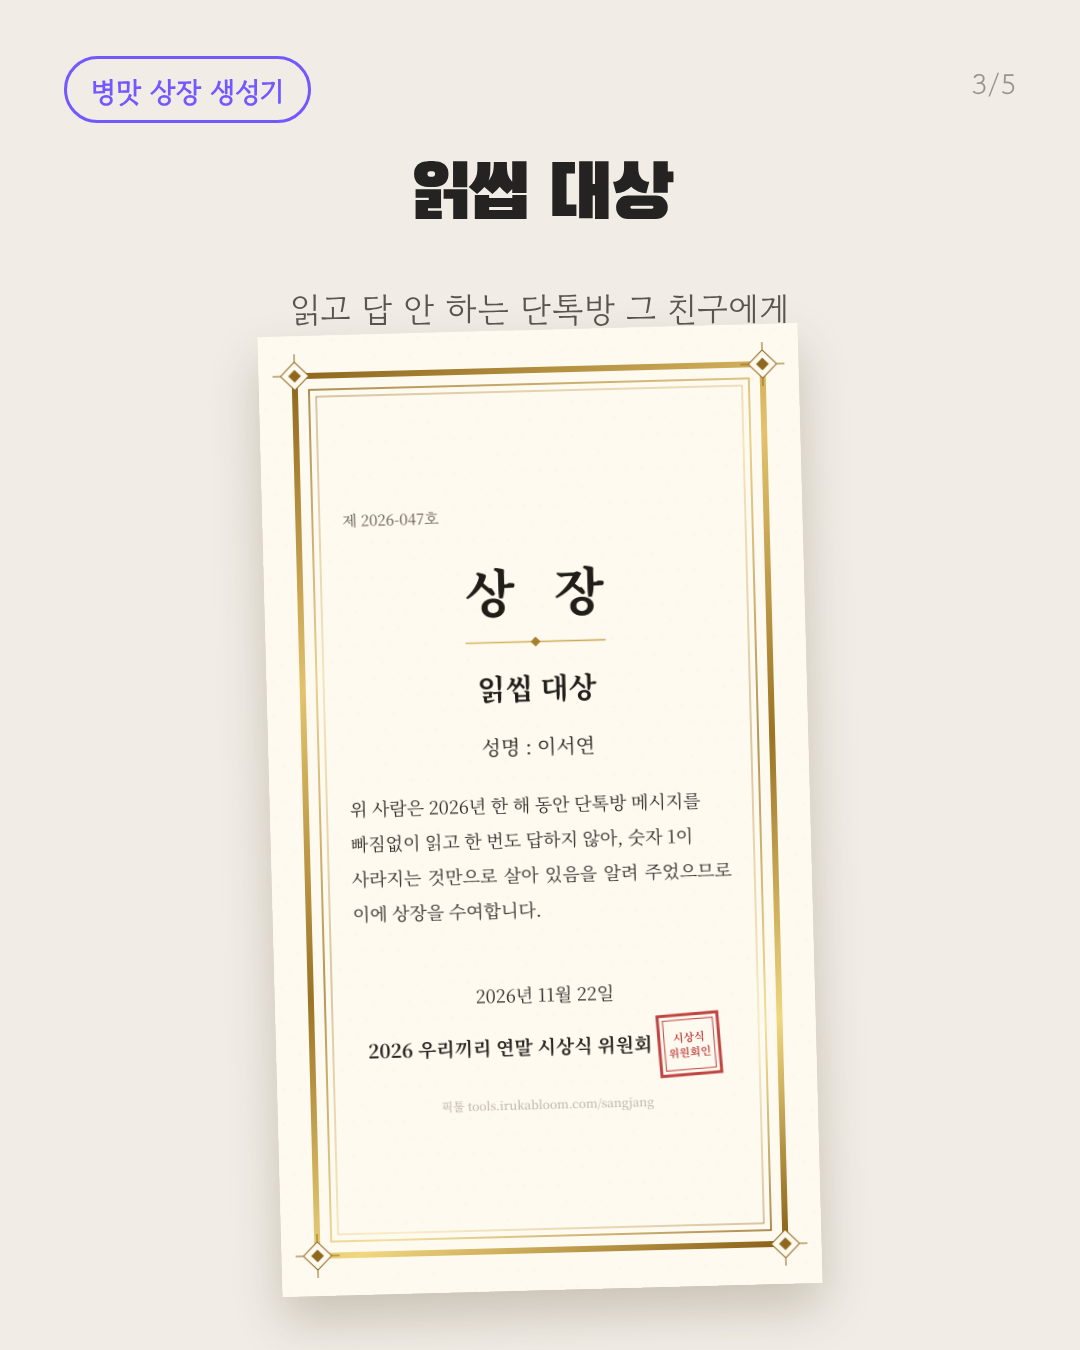 병맛 상장 생성기
3/5
읽씹 대상
읽고 답 안 하는 단톡방 그 친구에게
제 2026-047호
상 장
읽씹 대상
성명 : 이서연
위 사람은 2026년 한 해 동안 단톡방 메시지를
빠짐없이 읽고 한 번도 답하지 않아, 숫자 1이
사라지는 것만으로 살아 있음을 알려 주었으므로
이에 상장을 수여합니다.
2026년 11월 22일
2026 우리끼리 연말 시상식 위원회
시상식
위원회인
픽툴 tools.irukabloom.com/sangjang